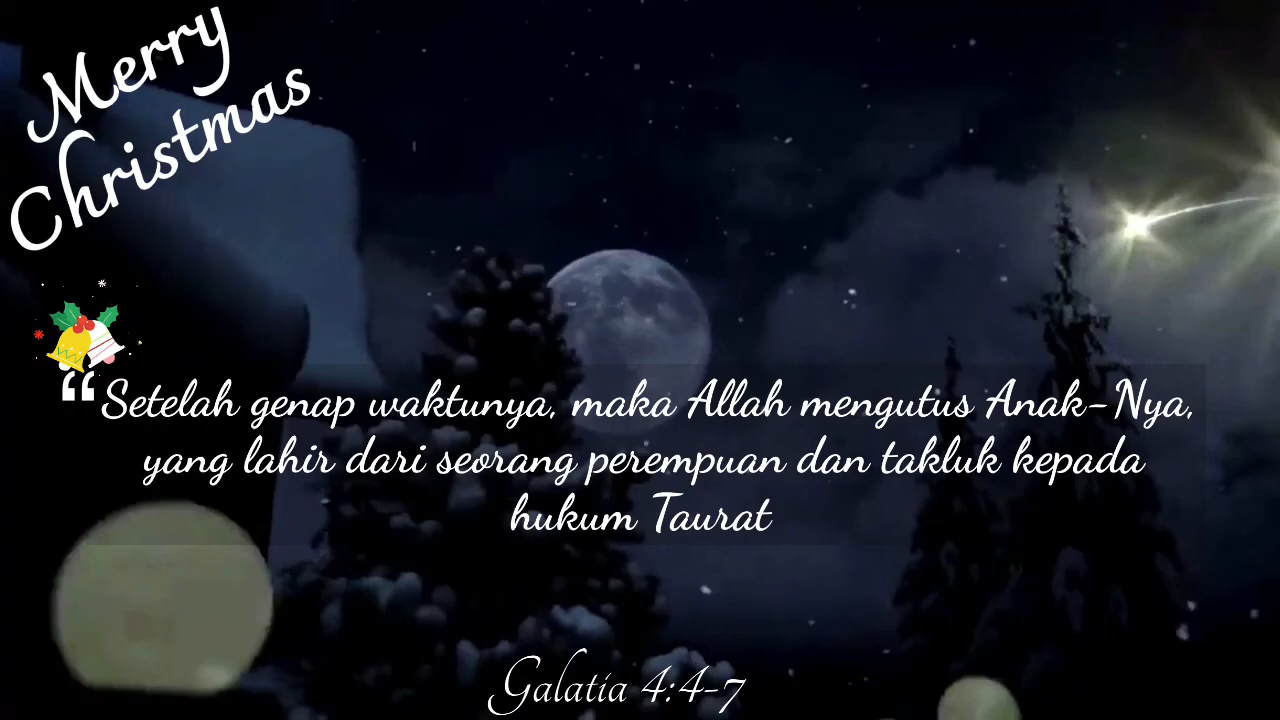 Merry
Christmas
“Setelah genap waktunya, maka Allah mengutus Anak-Nya,
yang lahir dari seorang perempuan dan takluk kepada
hukum Taurat
Galatia 4:4-7